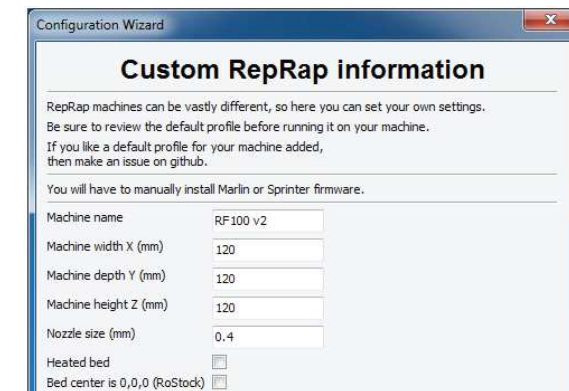 Configuration Wizard
X
Custom RepRap information
RepRap machines can be vastly different, so here you can set your own settings.
Be sure to review the default profile before running it on your machine.
If you like a default profile for your machine added,
then make an issue on github.
You will have to manually install Marlin or Sprinter firmware.
Machine name RF100 v2
Machine width X (mm) 120
Machine depth Y (mm) 120
Machine height Z (mm) 120
Nozzle size (mm) 0.4
Heated bed
Bed center is 0,0,0 (RoStock)